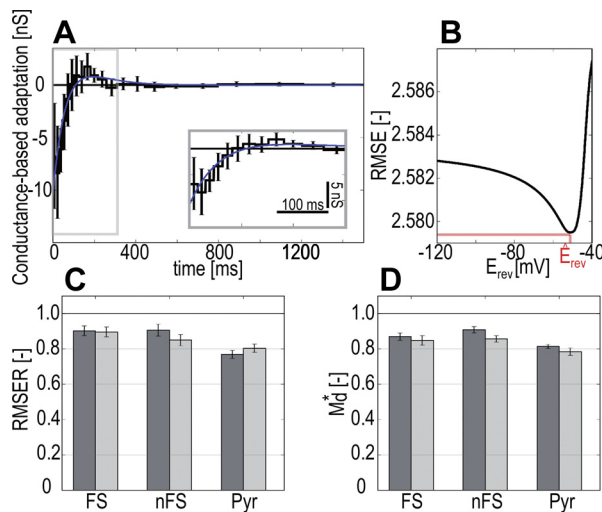 A
Conductance-based adaptation [nS]
0
-5
-10
5 nS
100 ms
0 400 800 1200
time [ms]
B
RMSE [-]
2.586
2.584
2.582
2.580
-120 -80 -40
E_rev[mV] Ê_rev
C
RMSER [-]
1.0
0.8
0.6
0.4
0.2
0
FS nFS Pyr
D
Md* [-]
1.0
0.8
0.6
0.4
0.2
0
FS nFS Pyr